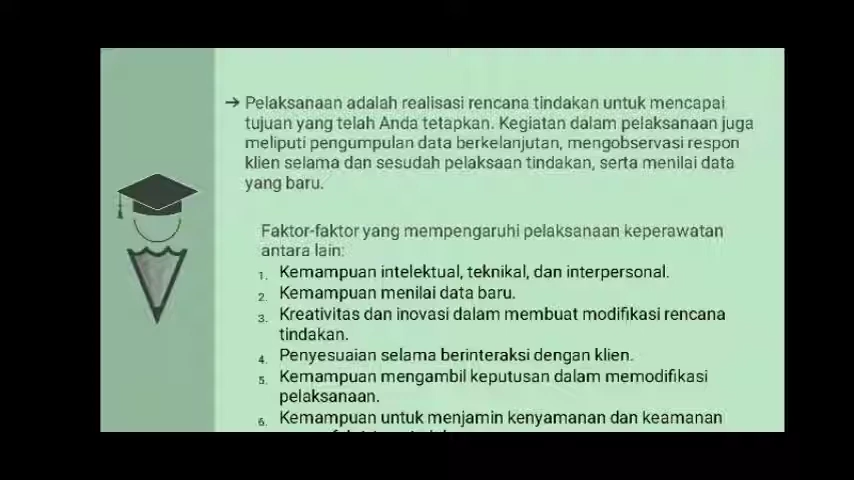 → Pelaksanaan adalah realisasi rencana tindakan untuk mencapai
tujuan yang telah Anda tetapkan. Kegiatan dalam pelaksanaan juga
meliputi pengumpulan data berkelanjutan, mengobservasi respon
klien selama dan sesudah pelaksaan tindakan, serta menilai data
yang baru.
Faktor-faktor yang mempengaruhi pelaksanaan keperawatan
antara lain:
1. Kemampuan intelektual, teknikal, dan interpersonal.
2. Kemampuan menilai data baru.
3. Kreativitas dan inovasi dalam membuat modifikasi rencana
tindakan.
4. Penyesuaian selama berinteraksi dengan klien.
5. Kemampuan mengambil keputusan dalam memodifikasi
pelaksanaan.
6. Kemampuan untuk menjamin kenyamanan dan keamanan